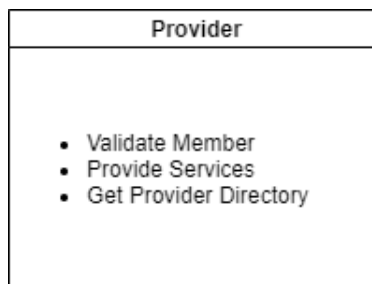 Provider
• Validate Member
• Provide Services
• Get Provider Directory